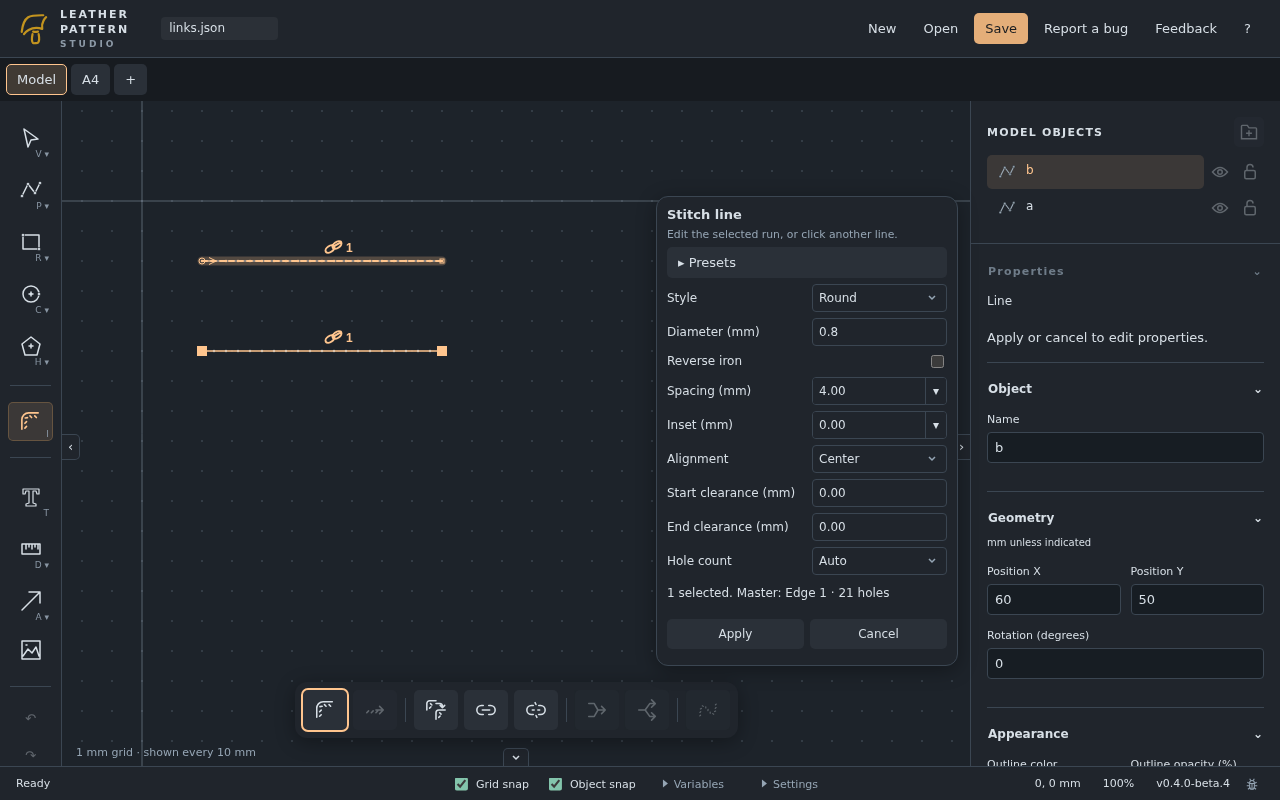 LEATHER
PATTERN
STUDIO
links.json
New
Open
Save
Report a bug
Feedback
?
Model
A4
+
V ▾
P ▾
R ▾
C ▾
H ▾
I
T
D ▾
A ▾
1
1
1 mm grid · shown every 10 mm
Stitch line
Edit the selected run, or click another line.
▸ Presets
Style
Round
Diameter (mm)
0.8
Reverse iron
Spacing (mm)
4.00
Inset (mm)
0.00
Alignment
Center
Start clearance (mm)
0.00
End clearance (mm)
0.00
Hole count
Auto
1 selected. Master: Edge 1 · 21 holes
Apply
Cancel
MODEL OBJECTS
b
a
Properties
Line
Apply or cancel to edit properties.
Object
Name
b
Geometry
mm unless indicated
Position X
Position Y
60
50
Rotation (degrees)
0
Appearance
Outline color
Outline opacity (%)
Ready
Grid snap
Object snap
Variables
Settings
0, 0 mm
100%
v0.4.0-beta.4